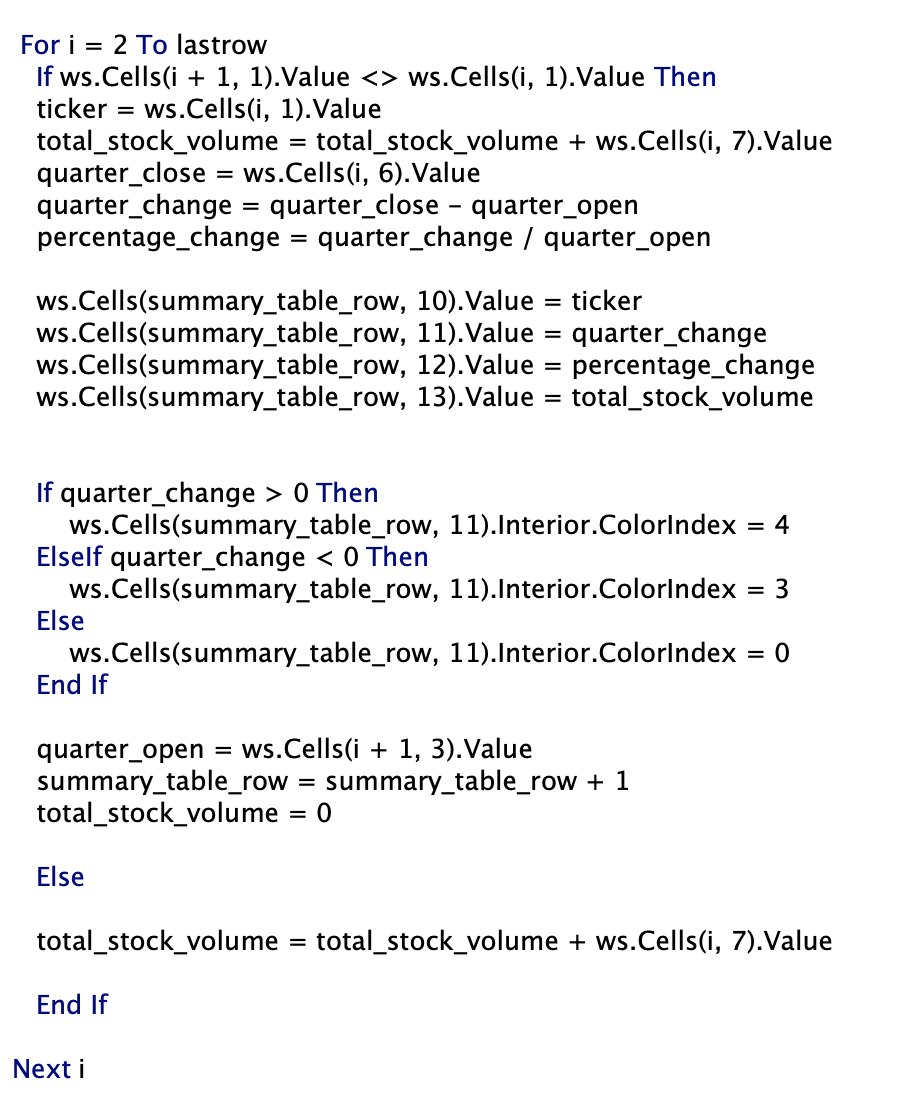 For i = 2 To lastrow
If ws.Cells(i + 1, 1).Value <> ws.Cells(i, 1).Value Then
ticker = ws.Cells(i, 1).Value
total_stock_volume = total_stock_volume + ws.Cells(i, 7).Value
quarter_close = ws.Cells(i, 6).Value
quarter_change = quarter_close - quarter_open
percentage_change = quarter_change / quarter_open
ws.Cells(summary_table_row, 10).Value = ticker
ws.Cells(summary_table_row, 11).Value = quarter_change
ws.Cells(summary_table_row, 12).Value = percentage_change
ws.Cells(summary_table_row, 13).Value = total_stock_volume
If quarter_change > 0 Then
ws.Cells(summary_table_row, 11).Interior.ColorIndex = 4
ElseIf quarter_change < 0 Then
ws.Cells(summary_table_row, 11).Interior.ColorIndex = 3
Else
ws.Cells(summary_table_row, 11).Interior.ColorIndex = 0
End If
quarter_open = ws.Cells(i + 1, 3).Value
summary_table_row = summary_table_row + 1
total_stock_volume = 0
Else
total_stock_volume = total_stock_volume + ws.Cells(i, 7).Value
End If
Next i